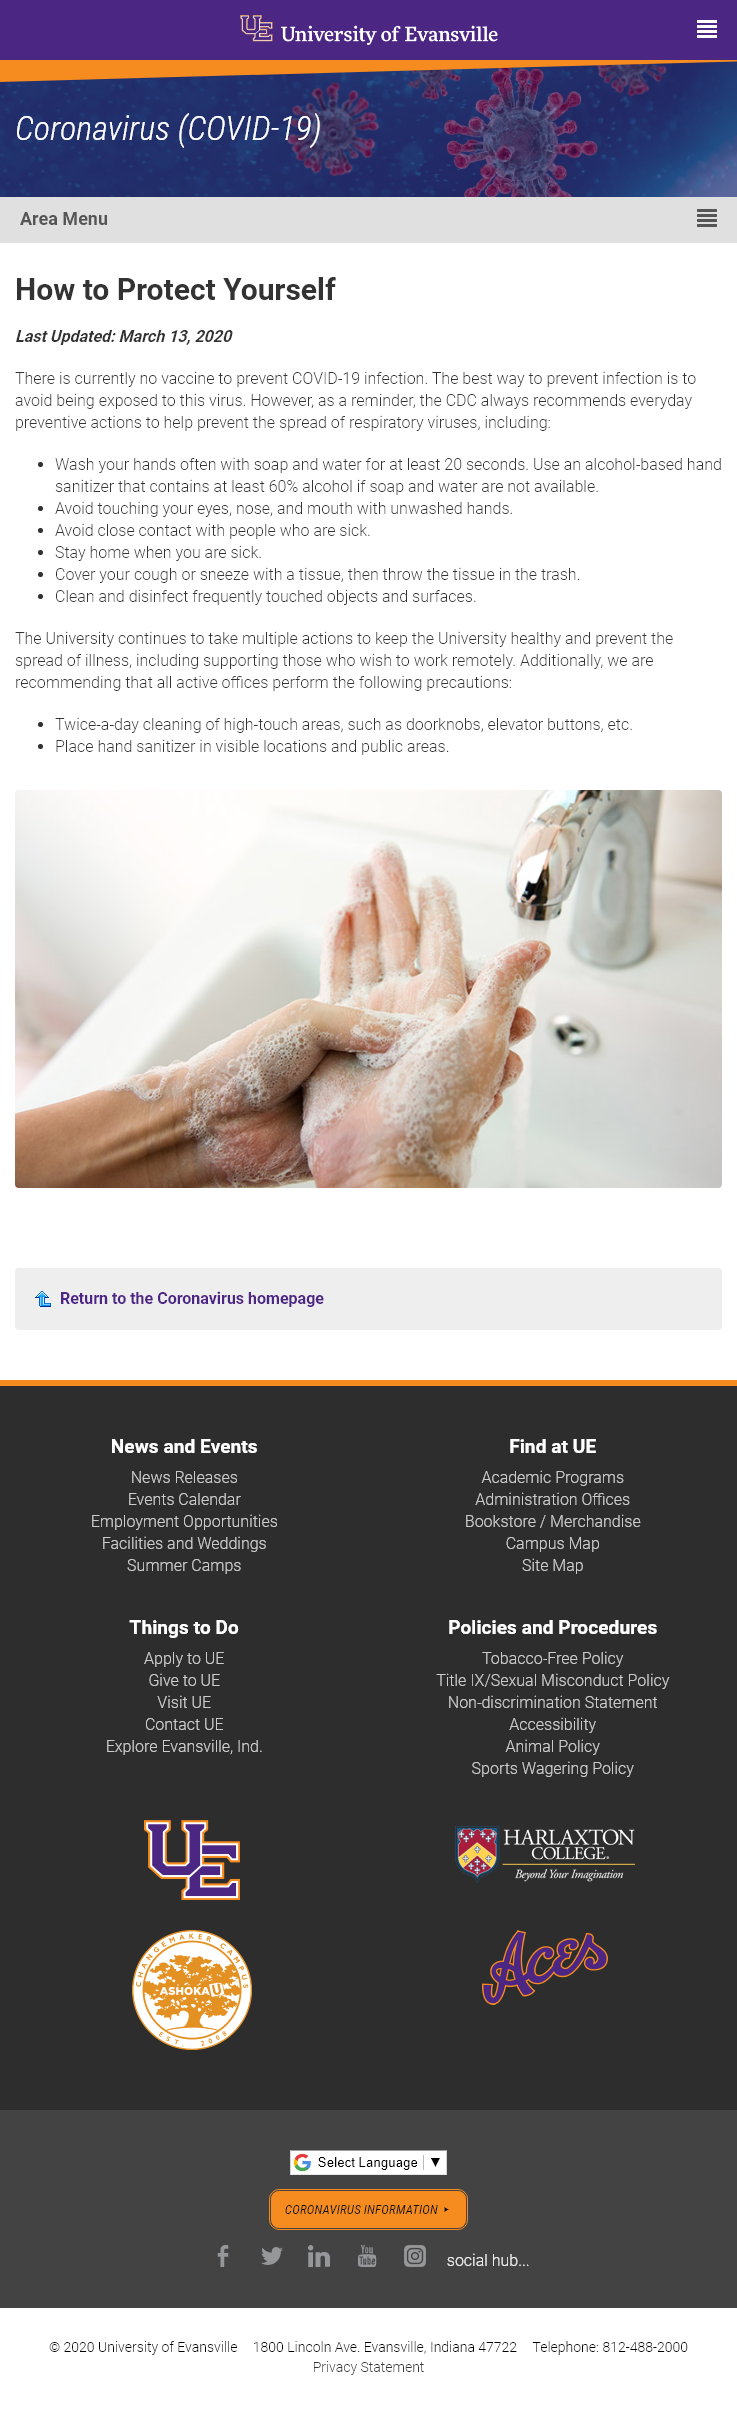 UE University of Evansville
Coronavirus (COVID-19)
Area Menu
How to Protect Yourself
Last Updated: March 13, 2020
There is currently no vaccine to prevent COVID-19 infection. The best way to prevent infection is to
avoid being exposed to this virus. However, as a reminder, the CDC always recommends everyday
preventive actions to help prevent the spread of respiratory viruses, including:
• Wash your hands often with soap and water for at least 20 seconds. Use an alcohol-based hand
sanitizer that contains at least 60% alcohol if soap and water are not available.
• Avoid touching your eyes, nose, and mouth with unwashed hands.
• Avoid close contact with people who are sick.
• Stay home when you are sick.
• Cover your cough or sneeze with a tissue, then throw the tissue in the trash.
• Clean and disinfect frequently touched objects and surfaces.
The University continues to take multiple actions to keep the University healthy and prevent the
spread of illness, including supporting those who wish to work remotely. Additionally, we are
recommending that all active offices perform the following precautions:
• Twice-a-day cleaning of high-touch areas, such as doorknobs, elevator buttons, etc.
• Place hand sanitizer in visible locations and public areas.
Return to the Coronavirus homepage
News and Events
News Releases
Events Calendar
Employment Opportunities
Facilities and Weddings
Summer Camps
Find at UE
Academic Programs
Administration Offices
Bookstore / Merchandise
Campus Map
Site Map
Things to Do
Apply to UE
Give to UE
Visit UE
Contact UE
Explore Evansville, Ind.
Policies and Procedures
Tobacco-Free Policy
Title IX/Sexual Misconduct Policy
Non-discrimination Statement
Accessibility
Animal Policy
Sports Wagering Policy
UE
HARLAXTON
COLLEGE.
Beyond Your Imagination
CHANGEMAKER CAMPUS
ASHOKA U
EST. 2008
Aces
Select Language ▼
CORONAVIRUS INFORMATION ▸
You
Tube
social hub...
© 2020 University of Evansville 1800 Lincoln Ave. Evansville, Indiana 47722 Telephone: 812-488-2000
Privacy Statement